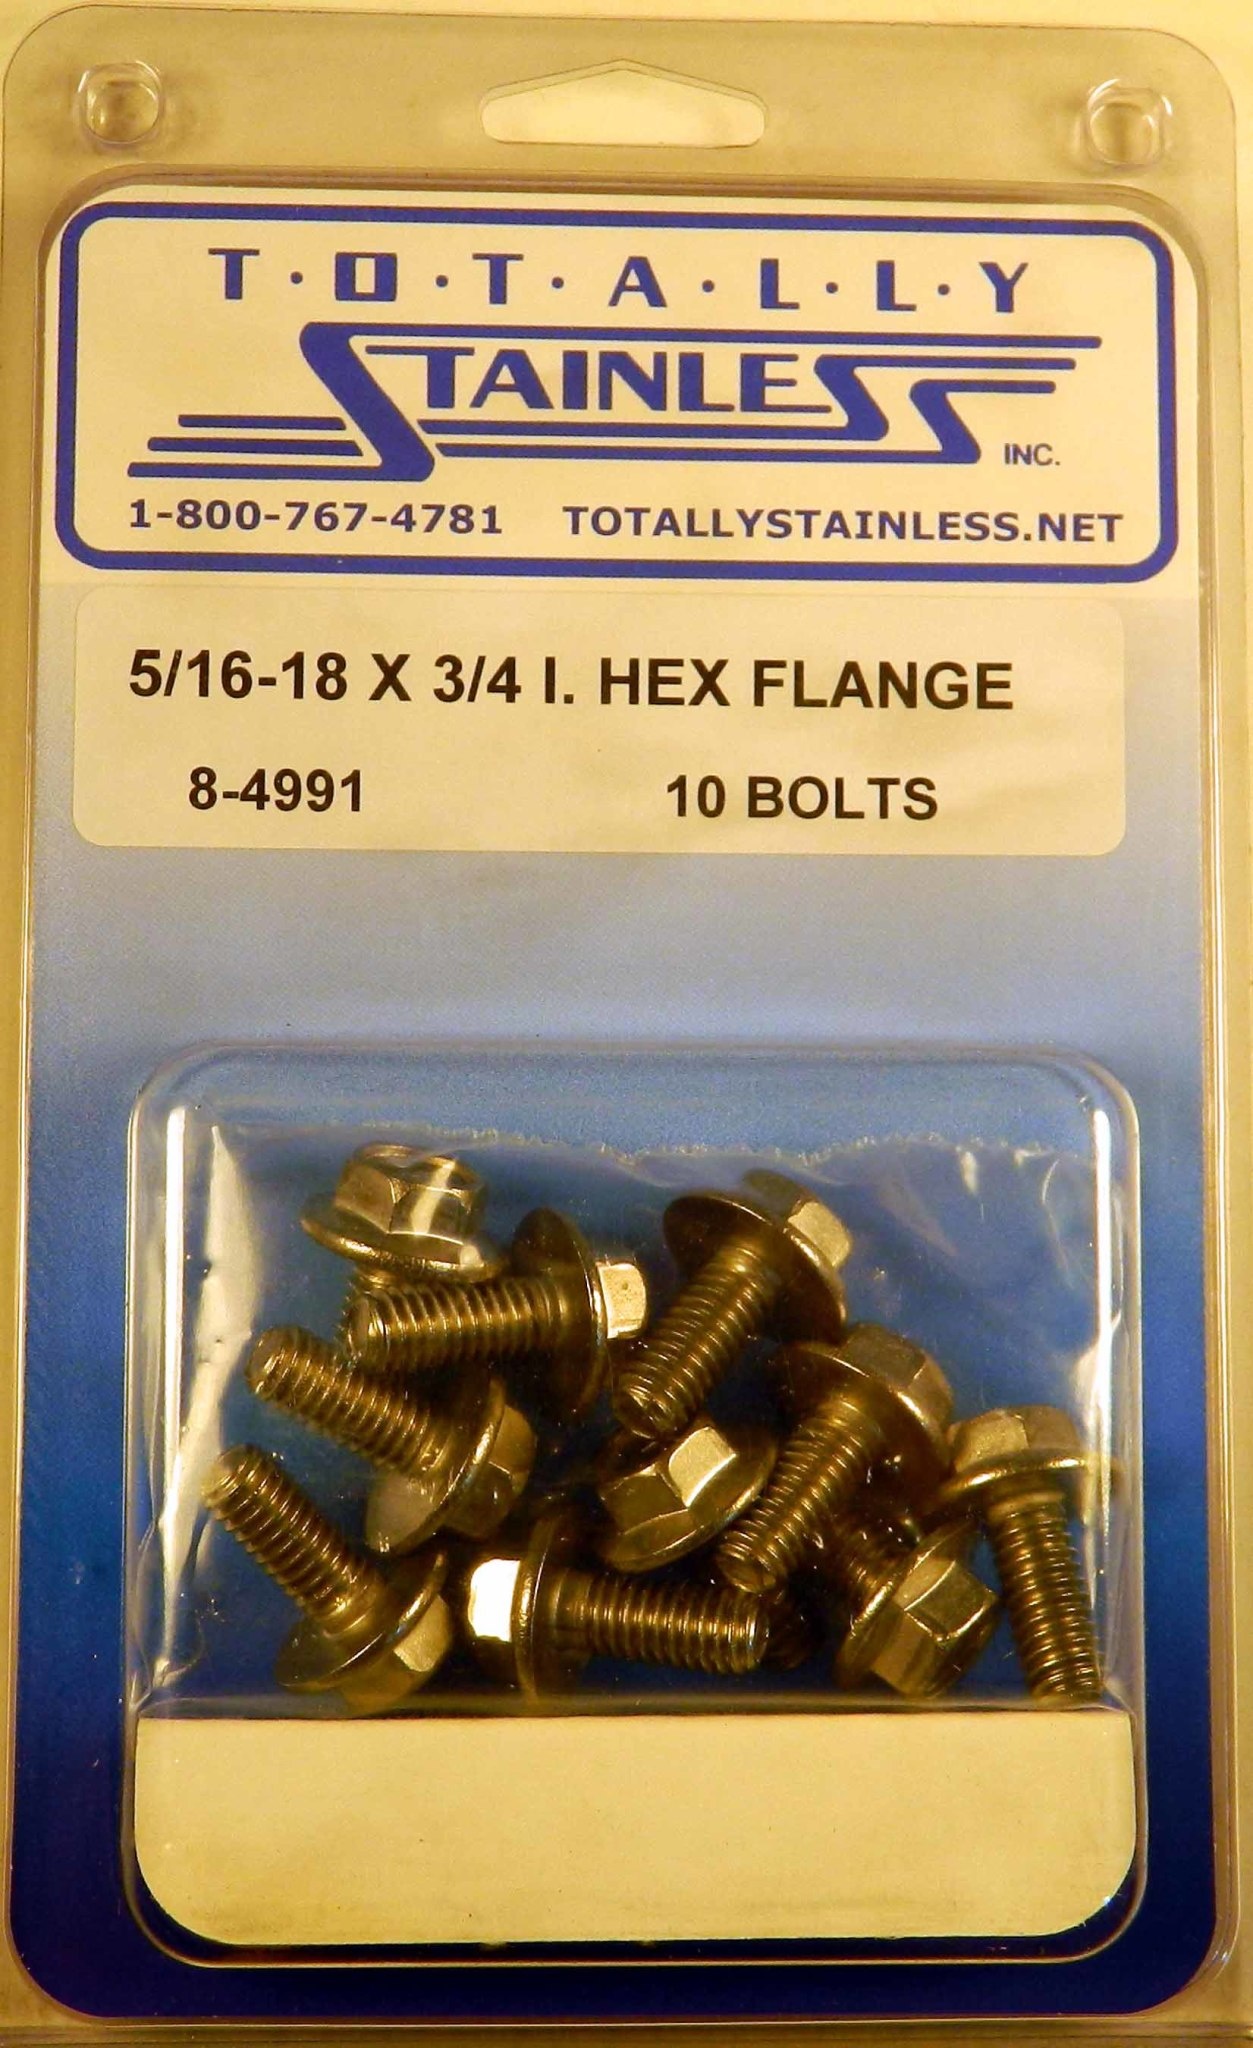 T·O·T·A·L·L·Y
STAINLESS
INC.
1-800-767-4781 TOTALLYSTAINLESS.NET
5/16-18 X 3/4 I. HEX FLANGE
8-4991 10 BOLTS